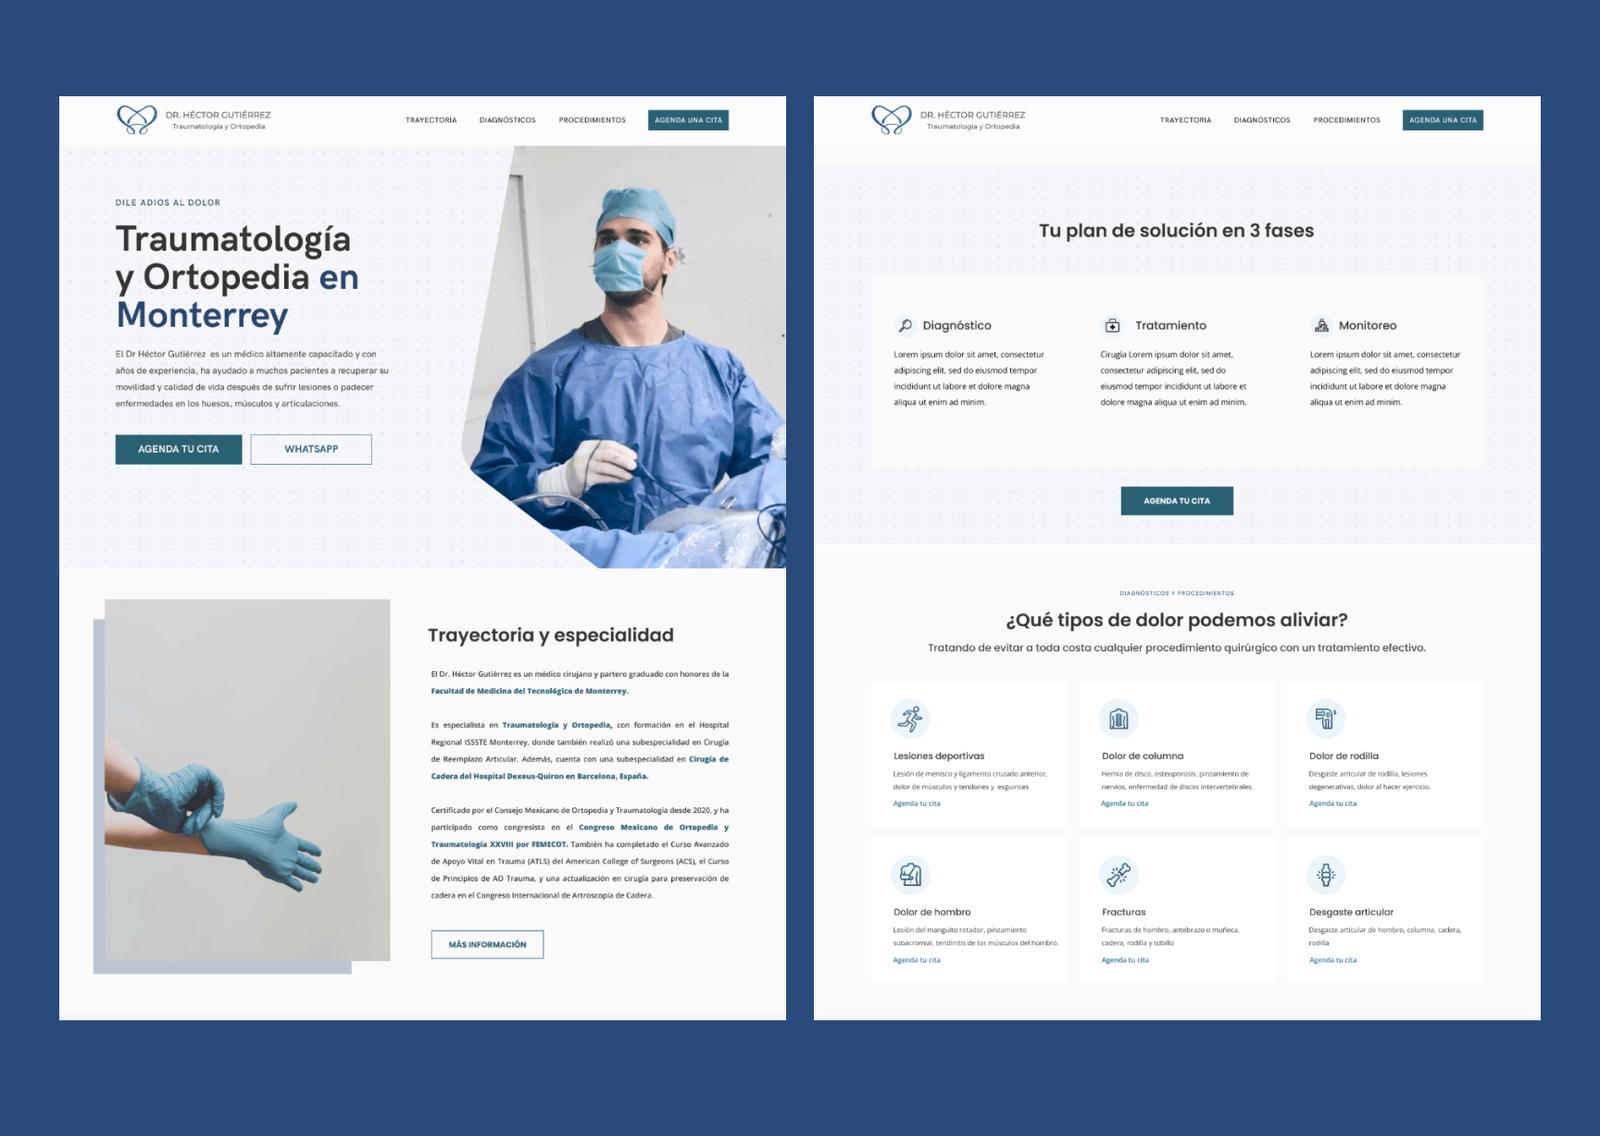 DR. HÉCTOR GUTIÉRREZ
Traumatología y Ortopedia
TRAYECTORIA
DIAGNÓSTICOS
PROCEDIMIENTOS
AGENDA UNA CITA
DILE ADIOS AL DOLOR
Traumatología
y Ortopedia en
Monterrey
El Dr Héctor Gutiérrez es un médico altamente capacitado y con
años de experiencia, ha ayudado a muchos pacientes a recuperar su
movilidad y calidad de vida después de sufrir lesiones o padecer
enfermedades en los huesos, músculos y articulaciones.
AGENDA TU CITA
WHATSAPP
Trayectoria y especialidad
El Dr. Héctor Gutiérrez es un médico cirujano y partero graduado con honores de la
Facultad de Medicina del Tecnológico de Monterrey.
Es especialista en Traumatología y Ortopedia, con formación en el Hospital
Regional ISSSTE Monterrey, donde también realizó una subespecialidad en Cirugía
de Reemplazo Articular. Además, cuenta con una subespecialidad en Cirugía de
Cadera del Hospital Dexeus-Quiron en Barcelona, España.
Certificado por el Consejo Mexicano de Ortopedia y Traumatología desde 2020, y ha
participado como congresista en el Congreso Mexicano de Ortopedia y
Traumatología XXVIII por FEMECOT. También ha completado el Curso Avanzado
de Apoyo Vital en Trauma (ATLS) del American College of Surgeons (ACS), el Curso
de Principios de AO Trauma, y una actualización en cirugía para preservación de
cadera en el Congreso Internacional de Artroscopia de Cadera.
MÁS INFORMACIÓN
DR. HÉCTOR GUTIÉRREZ
Traumatología y Ortopedia
TRAYECTORIA
DIAGNÓSTICOS
PROCEDIMIENTOS
AGENDA UNA CITA
Tu plan de solución en 3 fases
Diagnóstico
Lorem ipsum dolor sit amet, consectetur
adipiscing elit, sed do eiusmod tempor
incididunt ut labore et dolore magna
aliqua ut enim ad minim.
Tratamiento
Cirugía Lorem ipsum dolor sit amet,
consectetur adipiscing elit, sed do
eiusmod tempor incididunt ut labore et
dolore magna aliqua ut enim ad minim.
Monitoreo
Lorem ipsum dolor sit amet, consectetur
adipiscing elit, sed do eiusmod tempor
incididunt ut labore et dolore magna
aliqua ut enim ad minim.
AGENDA TU CITA
DIAGNÓSTICOS Y PROCEDIMIENTOS
¿Qué tipos de dolor podemos aliviar?
Tratando de evitar a toda costa cualquier procedimiento quirúrgico con un tratamiento efectivo.
Lesiones deportivas
Lesión de menisco y ligamento cruzado anterior,
dolor de músculos y tendones y esguinces
Agenda tu cita
Dolor de columna
Hernia de disco, osteoporosis, pinzamiento de
nervios, enfermedad de discos intervertebrales.
Agenda tu cita
Dolor de rodilla
Desgaste articular de rodilla, lesiones
degenerativas, dolor al hacer ejercicio.
Agenda tu cita
Dolor de hombro
Lesión del manguito rotador, pinzamiento
subacromial, tendinitis de los músculos del hombro.
Agenda tu cita
Fracturas
Fracturas de hombro, antebrazo o muñeca,
cadera, rodilla y tobillo
Agenda tu cita
Desgaste articular
Desgaste articular de hombro, columna, cadera,
rodilla
Agenda tu cita